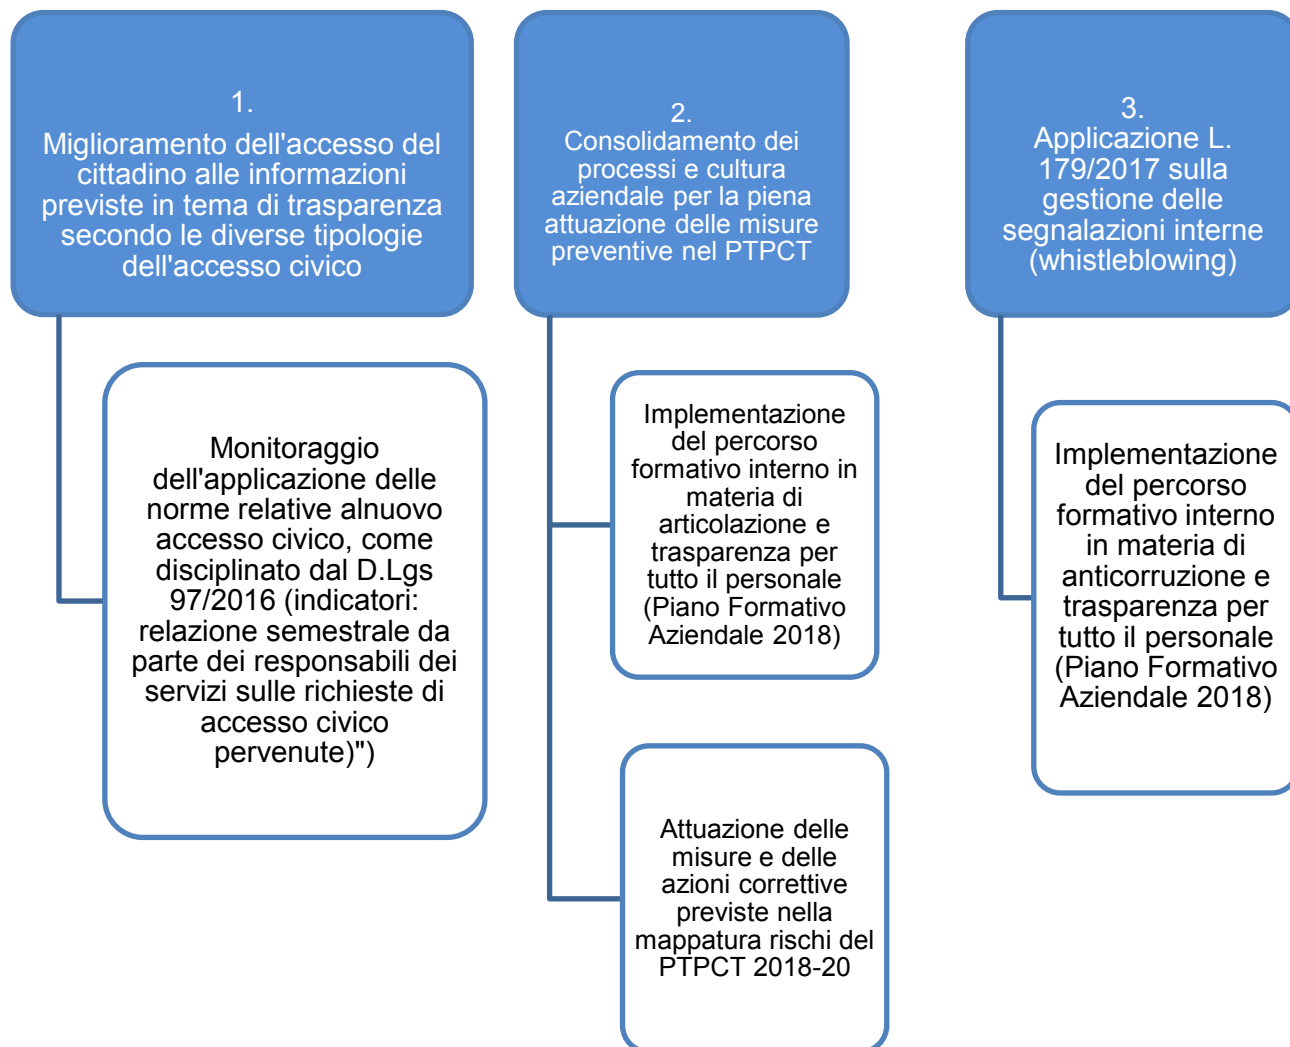 1.
Miglioramento dell'accesso del
cittadino alle informazioni
previste in tema di trasparenza
secondo le diverse tipologie
dell'accesso civico
Monitoraggio
dell'applicazione delle
norme relative alnuovo
accesso civico, come
disciplinato dal D.Lgs
97/2016 (indicatori:
relazione semestrale da
parte dei responsabili dei
servizi sulle richieste di
accesso civico
pervenute)")
2.
Consolidamento dei
processi e cultura
aziendale per la piena
attuazione delle misure
preventive nel PTPCT
Implementazione
del percorso
formativo interno in
materia di
articolazione e
trasparenza per
tutto il personale
(Piano Formativo
Aziendale 2018)
Attuazione delle
misure e delle
azioni correttive
previste nella
mappatura rischi del
PTPCT 2018-20
3.
Applicazione L.
179/2017 sulla
gestione delle
segnalazioni interne
(whistleblowing)
Implementazione
del percorso
formativo interno
in materia di
anticorruzione e
trasparenza per
tutto il personale
(Piano Formativo
Aziendale 2018)